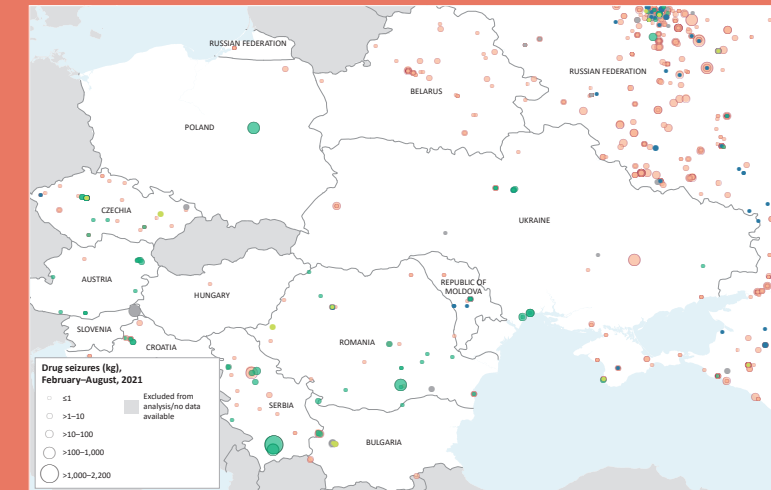 RUSSIAN FEDERATION
RUSSIAN FEDERATION
BELARUS
POLAND
CZECHIA
UKRAINE
AUSTRIA
HUNGARY
REPUBLIC OF
MOLDOVA
SLOVENIA
CROATIA
ROMANIA
SERBIA
BULGARIA
Drug seizures (kg),
February–August, 2021
≤1
>1–10
>10–100
>100–1,000
>1,000–2,200
Excluded from
analysis/no data
available